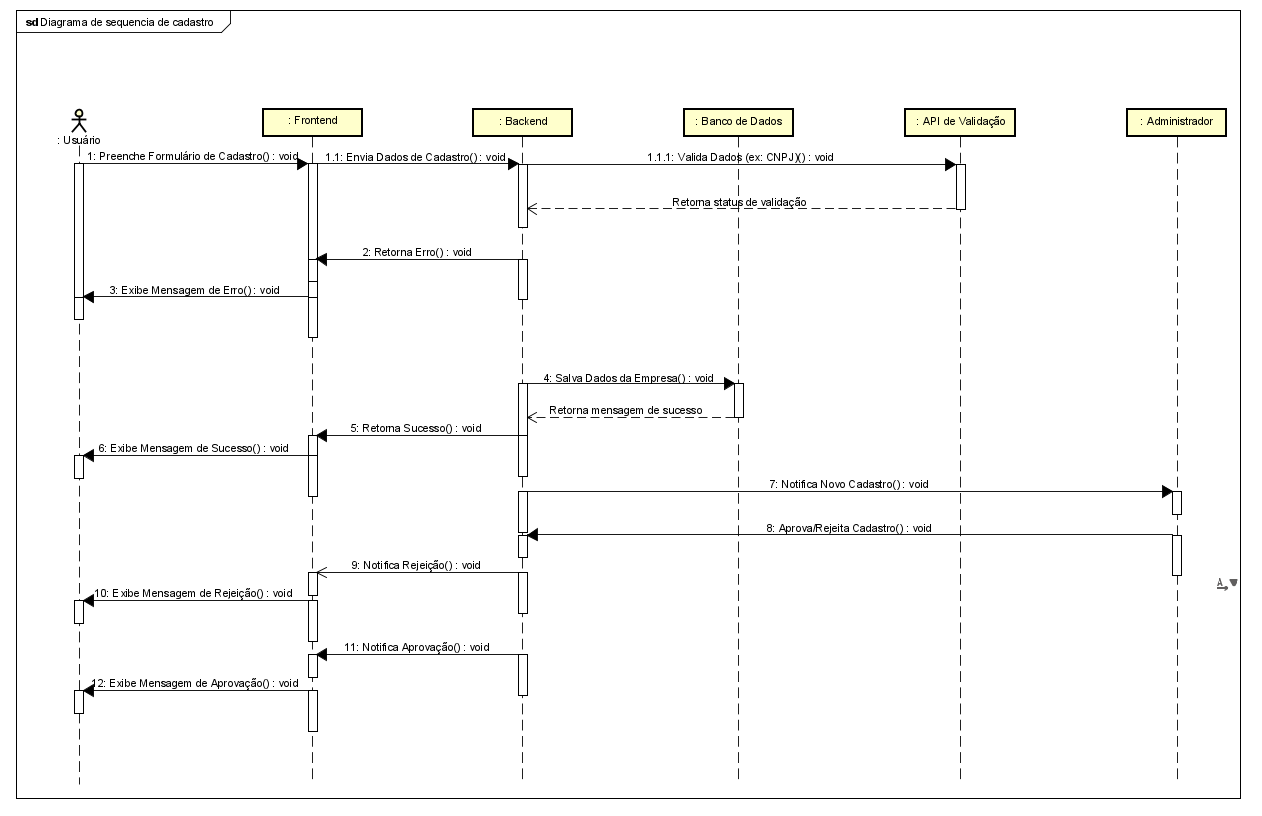 sd Diagrama de sequencia de cadastro
: Usuário
: Frontend
: Backend
: Banco de Dados
: API de Validação
: Administrador
1: Preenche Formulário de Cadastro() : void
1.1: Envia Dados de Cadastro() : void
1.1.1: Valida Dados (ex: CNPJ)() : void
Retorna status de validação
2: Retorna Erro() : void
3: Exibe Mensagem de Erro() : void
4: Salva Dados da Empresa() : void
Retorna mensagem de sucesso
5: Retorna Sucesso() : void
6: Exibe Mensagem de Sucesso() : void
7: Notifica Novo Cadastro() : void
8: Aprova/Rejeita Cadastro() : void
9: Notifica Rejeição() : void
A
10: Exibe Mensagem de Rejeição() : void
11: Notifica Aprovação() : void
12: Exibe Mensagem de Aprovação() : void